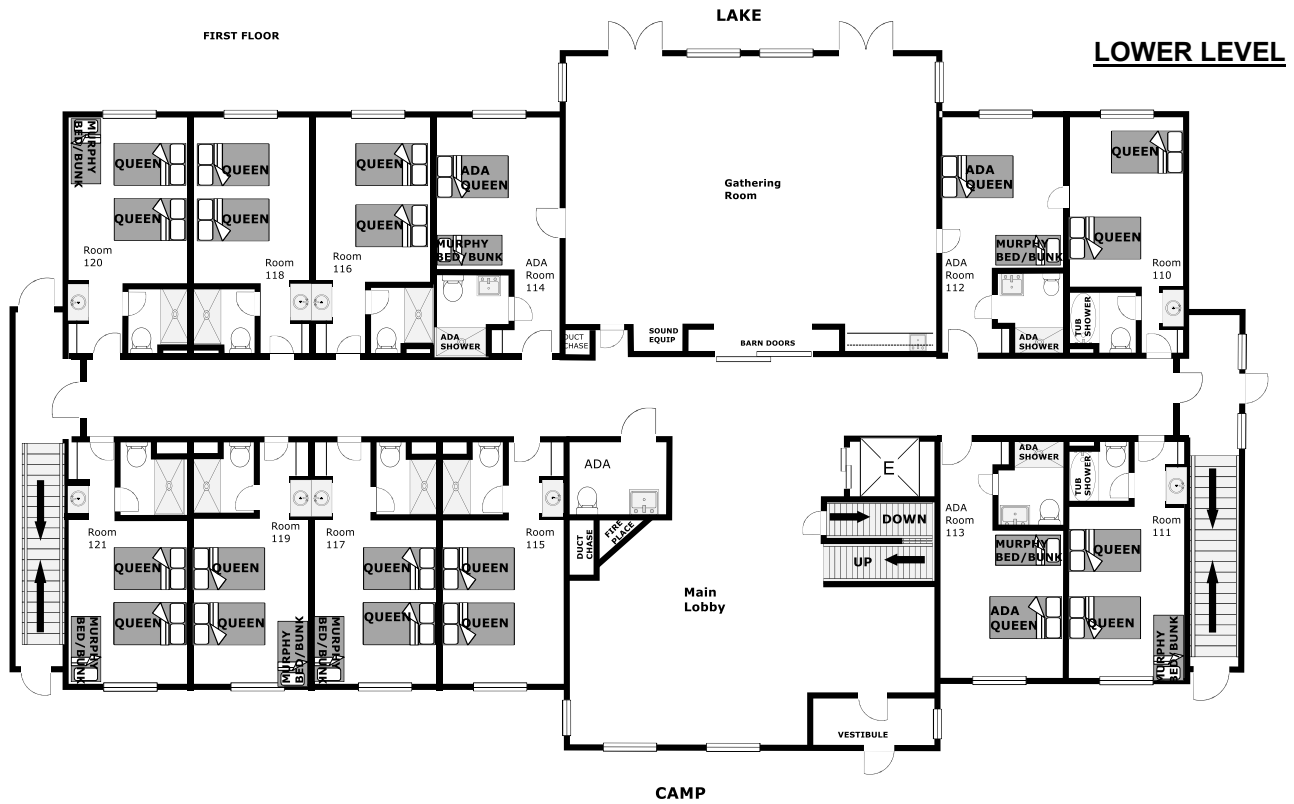 LAKE
FIRST FLOOR
LOWER LEVEL
MURPHY
BED/BUNK
QUEEN
QUEEN
Room
120
QUEEN
QUEEN
Room
118
QUEEN
QUEEN
Room
116
ADA
QUEEN
MURPHY
BED/BUNK
ADA
Room
114
ADA
SHOWER
Gathering
Room
DUCT
CHASE
SOUND
EQUIP
BARN DOORS
ADA
QUEEN
MURPHY
BED/BUNK
ADA
Room
112
ADA
SHOWER
QUEEN
QUEEN
Room
110
TUB
SHOWER
Room
121
QUEEN
QUEEN
MURPHY
BED/BUNK
Room
119
QUEEN
QUEEN
MURPHY
BED/BUNK
Room
117
QUEEN
QUEEN
MURPHY
BED/BUNK
Room
115
QUEEN
QUEEN
ADA
DUCT
CHASE
FIRE
PLACE
Main
Lobby
E
DOWN
UP
VESTIBULE
ADA
SHOWER
ADA
Room
113
MURPHY
BED/BUNK
ADA
QUEEN
TUB
SHOWER
Room
111
QUEEN
QUEEN
MURPHY
BED/BUNK
CAMP